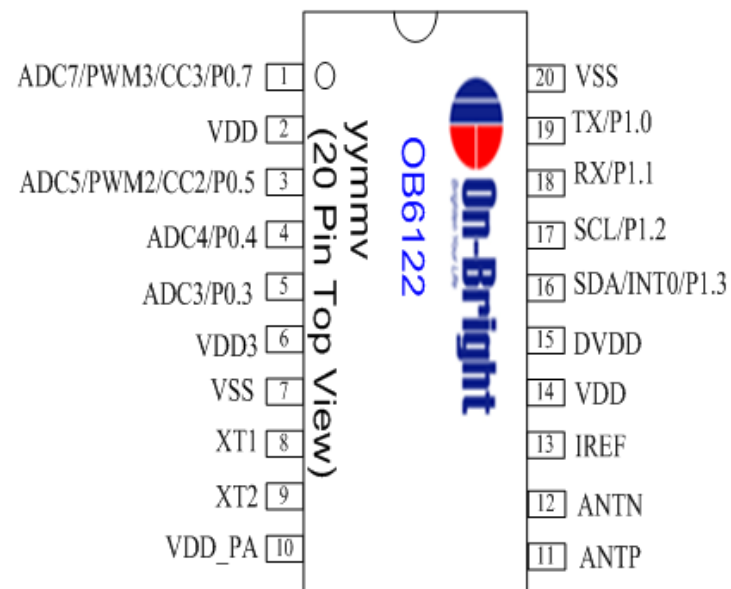 ADC7/PWM3/CC3/P0.7 1
VDD 2
ADC5/PWM2/CC2/P0.5 3
ADC4/P0.4 4
ADC3/P0.3 5
VDD3 6
VSS 7
XT1 8
XT2 9
VDD_PA 10
yymmv
(20 Pin Top View)
OB6122
On-Bright
Brighten Your Life
20 VSS
19 TX/P1.0
18 RX/P1.1
17 SCL/P1.2
16 SDA/INT0/P1.3
15 DVDD
14 VDD
13 IREF
12 ANTN
11 ANTP